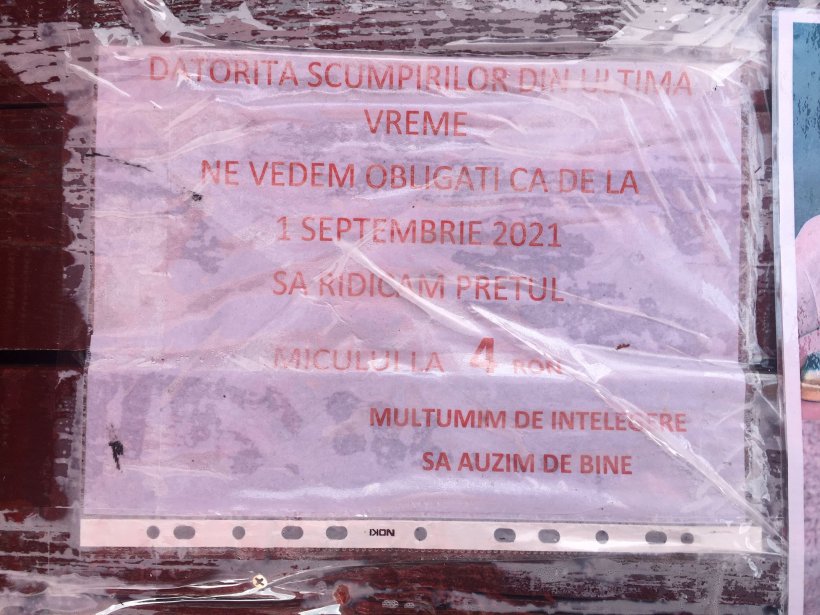 DATORITA SCUMPIRILOR DIN ULTIMA
VREME
NE VEDEM OBLIGATI CA DE LA
1 SEPTEMBRIE 2021
SA RIDICAM PRETUL
MICULUI LA 4 RON
MULTUMIM DE INTELEGERE
SA AUZIM DE BINE
NOKI